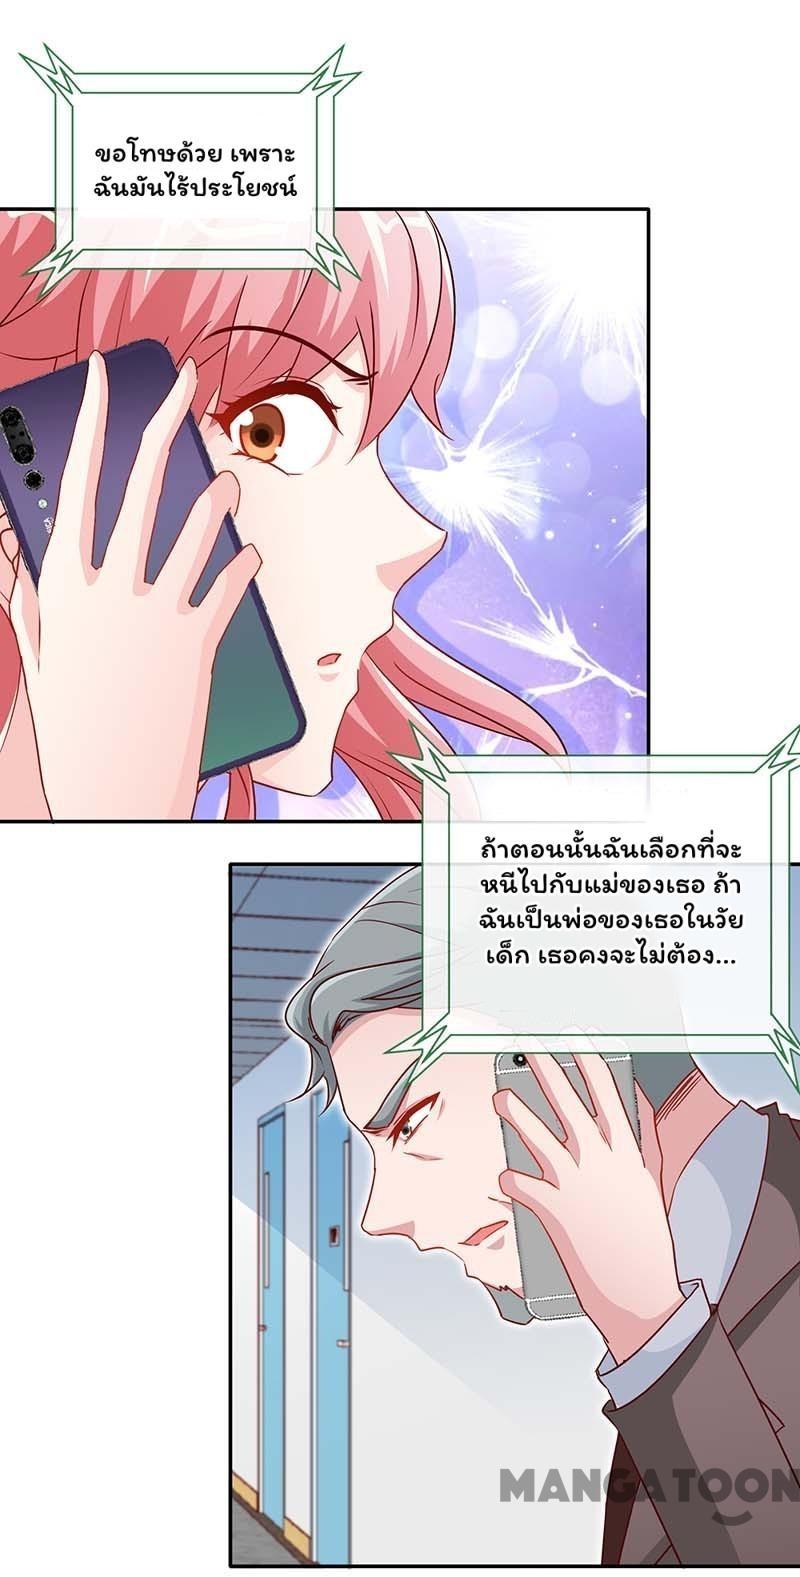 ขอโทษด้วย เพราะ
ฉันมันไร้ประโยชน์
ถ้าตอนนั้นฉันเลือกที่จะ
หนีไปกับแม่ของเธอ ถ้า
ฉันเป็นพ่อของเธอในวัย
เด็ก เธอคงจะไม่ต้อง...
MANGATOON